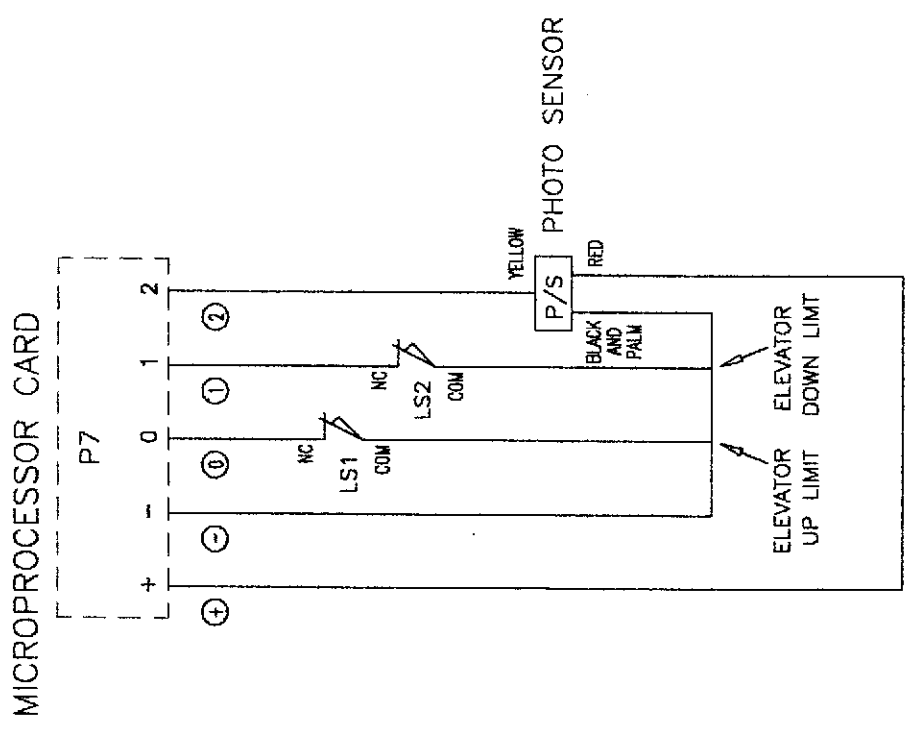 MICROPROCESSOR CARD
P7
+ - 0 1 2
+
-
0
1
2
NC
LS1
COM
NC
LS2
COM
YELLOW
P/S
PHOTO SENSOR
BLACK
AND
PALM
RED
ELEVATOR
UP LIMIT
ELEVATOR
DOWN LIMT